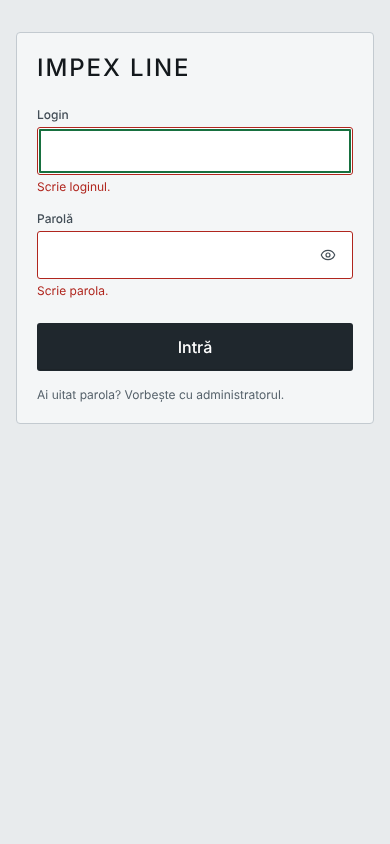 IMPEX LINE
Login
Scrie loginul.
Parolă
Scrie parola.
Intră
Ai uitat parola? Vorbește cu administratorul.